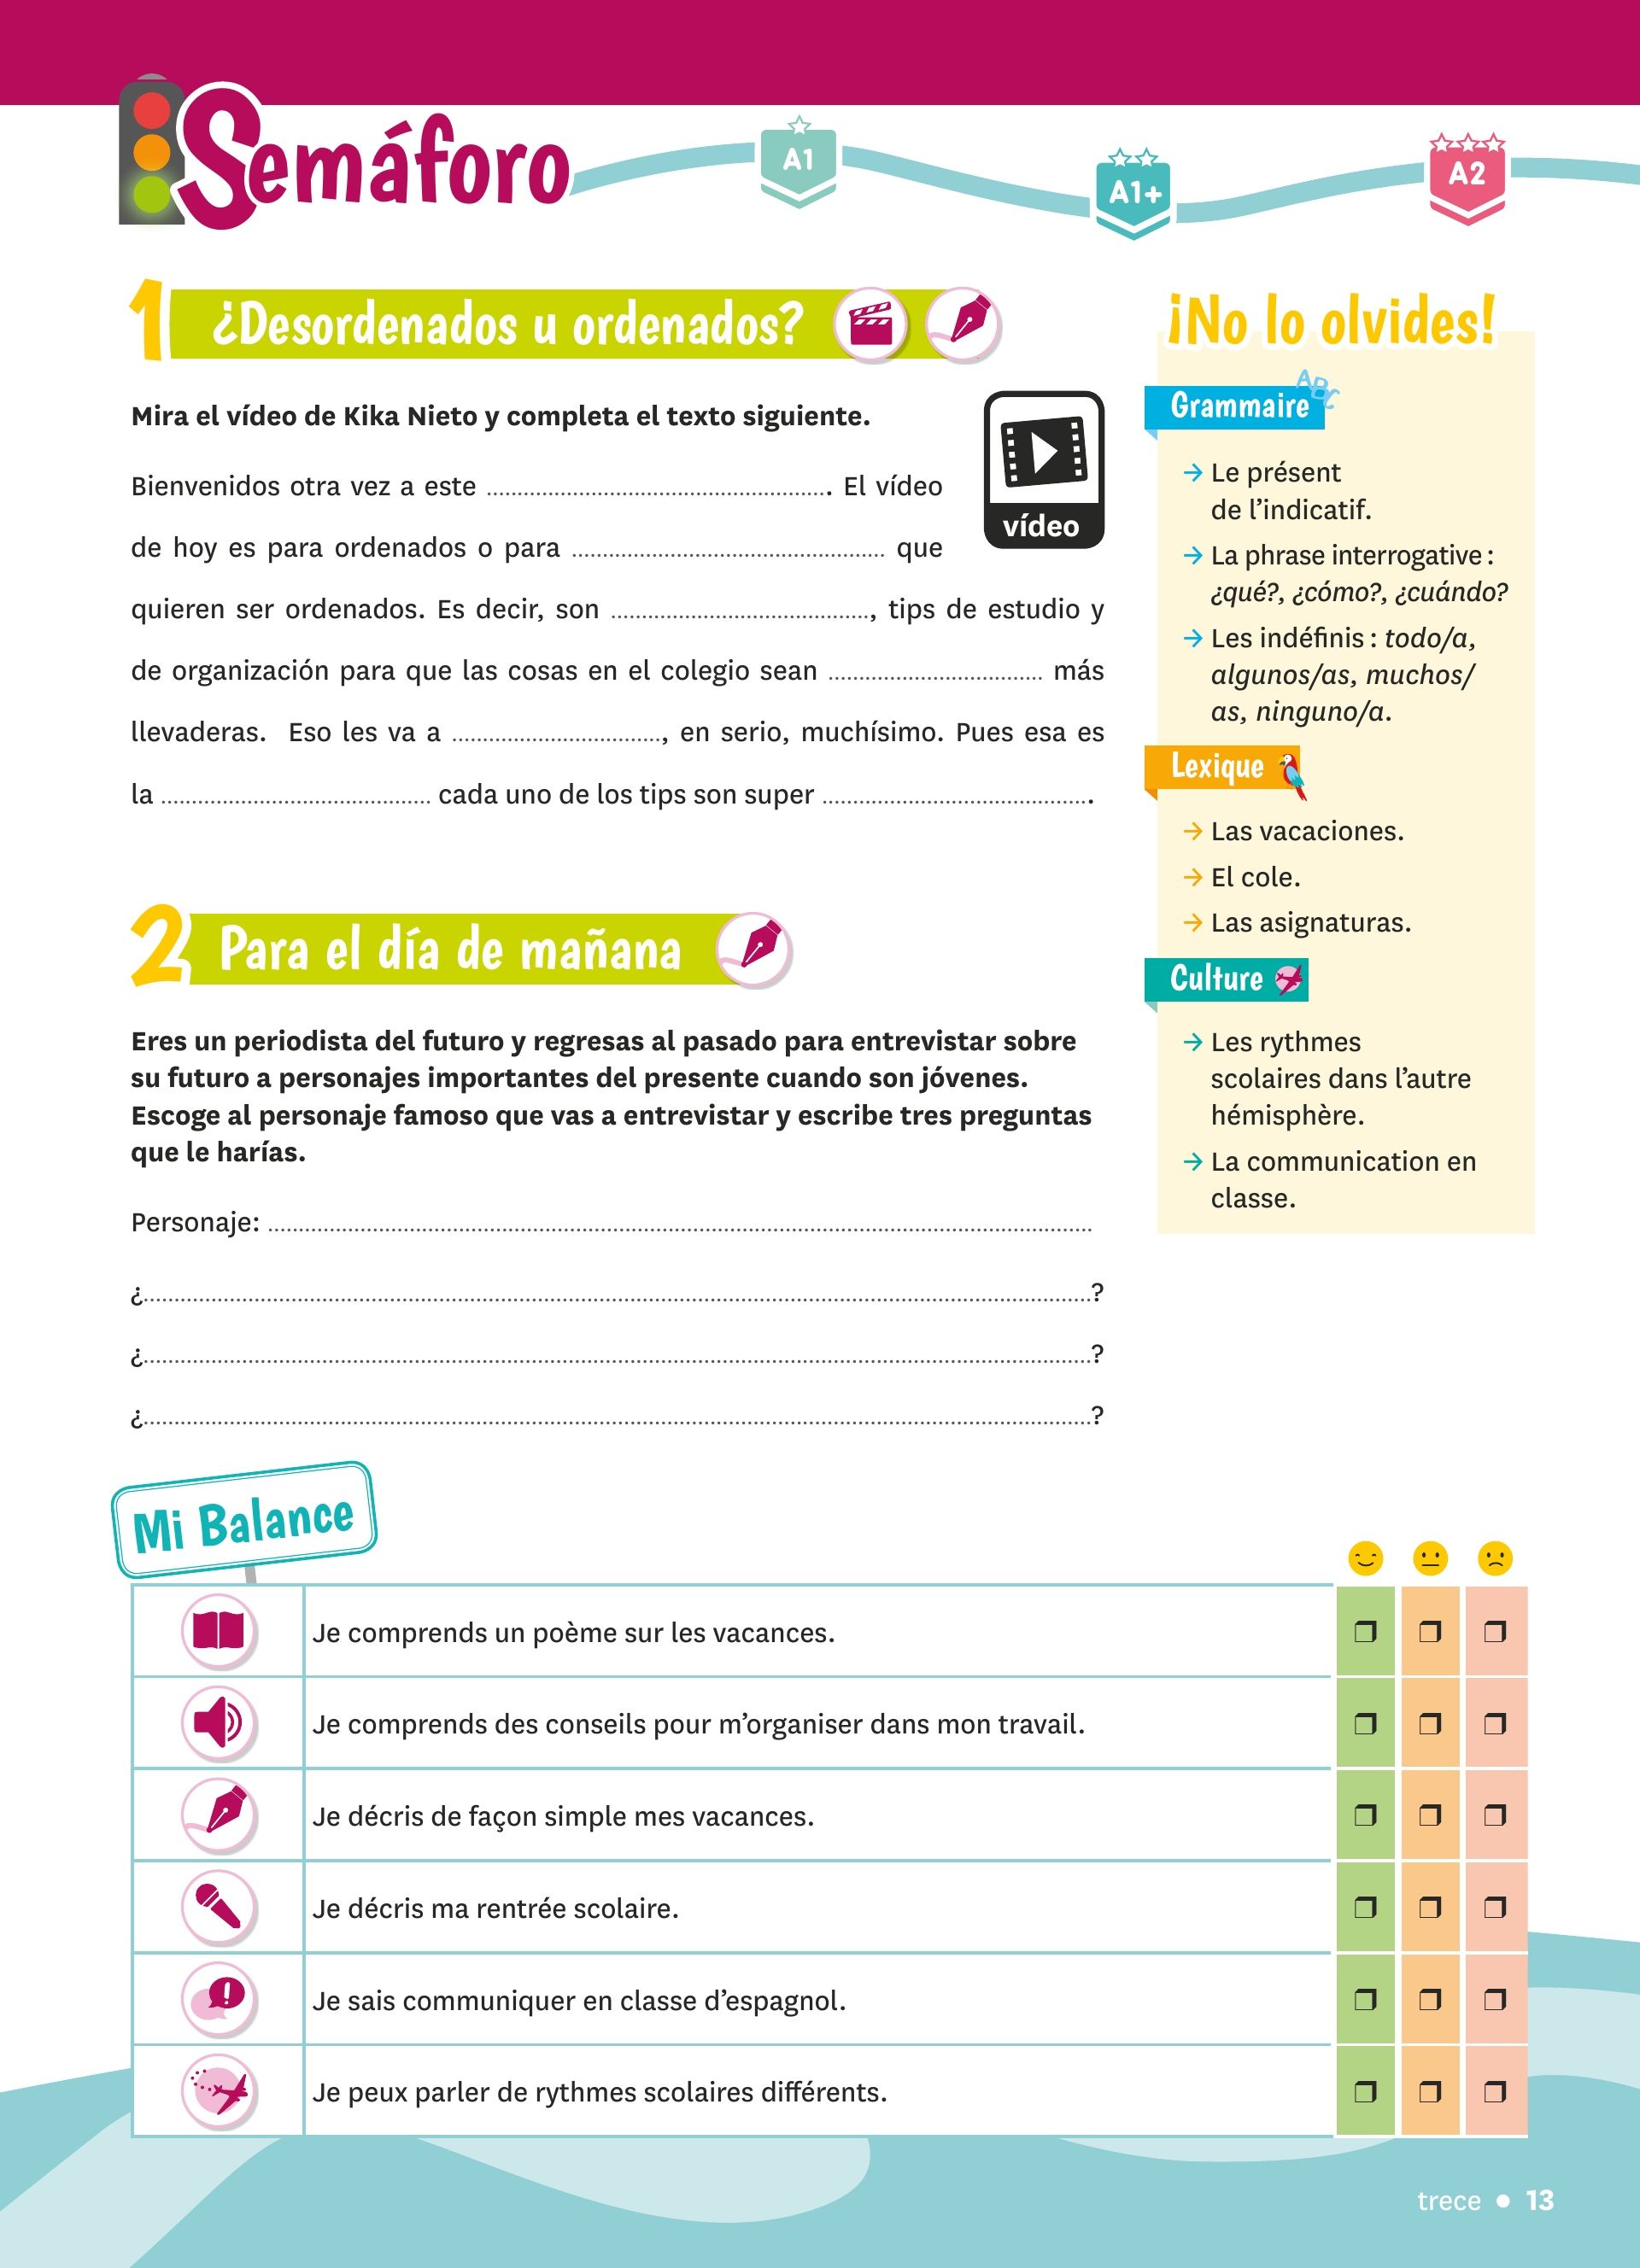 Semáforo
A1
A1+
A2
1 ¿Desordenados u ordenados?
Mira el vídeo de Kika Nieto y completa el texto siguiente.
vídeo
Bienvenidos otra vez a este ........................................................ . El vídeo
de hoy es para ordenados o para .................................................... que
quieren ser ordenados. Es decir, son ..........................................., tips de estudio y
de organización para que las cosas en el colegio sean ................................... más
llevaderas. Eso les va a .................................., en serio, muchísimo. Pues esa es
la ............................................ cada uno de los tips son super ............................................
2 Para el día de mañana
Eres un periodista del futuro y regresas al pasado para entrevistar sobre
su futuro a personajes importantes del presente cuando son jóvenes.
Escoge al personaje famoso que vas a entrevistar y escribe tres preguntas
que le harías.
Personaje: ........................................................................................................................................
¿............................................................................................................................................................?
¿............................................................................................................................................................?
¿............................................................................................................................................................?
¡No lo olvides!
Grammaire ABC
→ Le présent
de l’indicatif.
→ La phrase interrogative :
¿qué?, ¿cómo?, ¿cuándo?
→ Les indéfinis : todo/a,
algunos/as, muchos/
as, ninguno/a.
Lexique
→ Las vacaciones.
→ El cole.
→ Las asignaturas.
Culture
→ Les rythmes
scolaires dans l’autre
hémisphère.
→ La communication en
classe.
Mi Balance
Je comprends un poème sur les vacances. ❐ ❐ ❐
Je comprends des conseils pour m’organiser dans mon travail. ❐ ❐ ❐
Je décris de façon simple mes vacances. ❐ ❐ ❐
Je décris ma rentrée scolaire. ❐ ❐ ❐
Je sais communiquer en classe d’espagnol. ❐ ❐ ❐
Je peux parler de rythmes scolaires différents. ❐ ❐ ❐
trece • 13